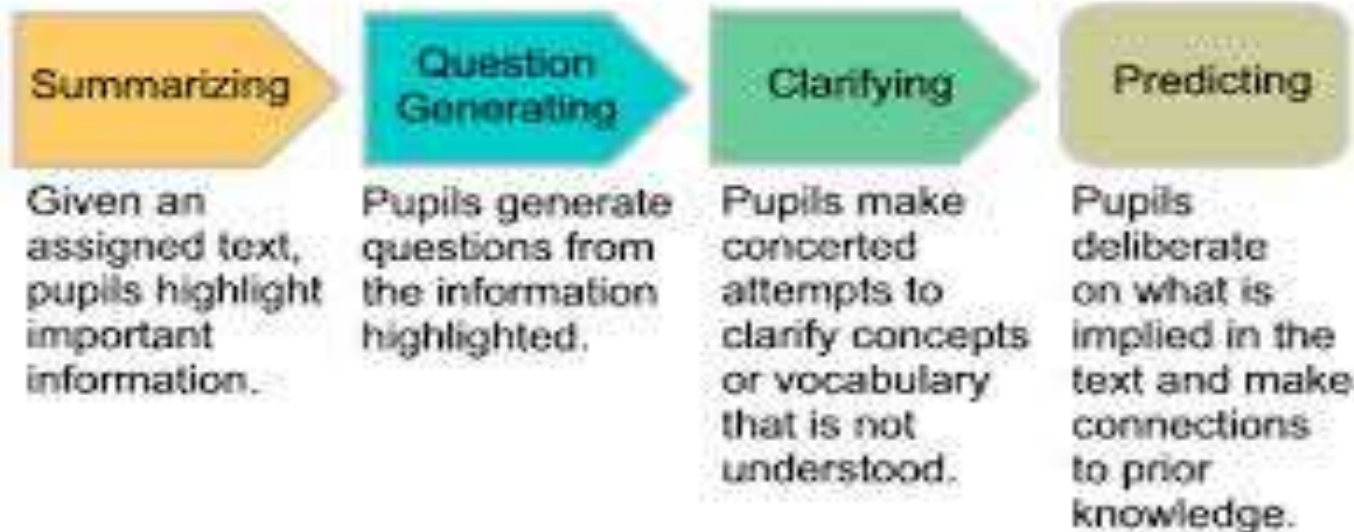 Summarizing
Given an
assigned text,
pupils highlight
important
information.
Question
Generating
Pupils generate
questions from
the information
highlighted.
Clarifying
Pupils make
concerted
attempts to
clarify concepts
or vocabulary
that is not
understood.
Predicting
Pupils
deliberate
on what is
implied in the
text and make
connections
to prior
knowledge.